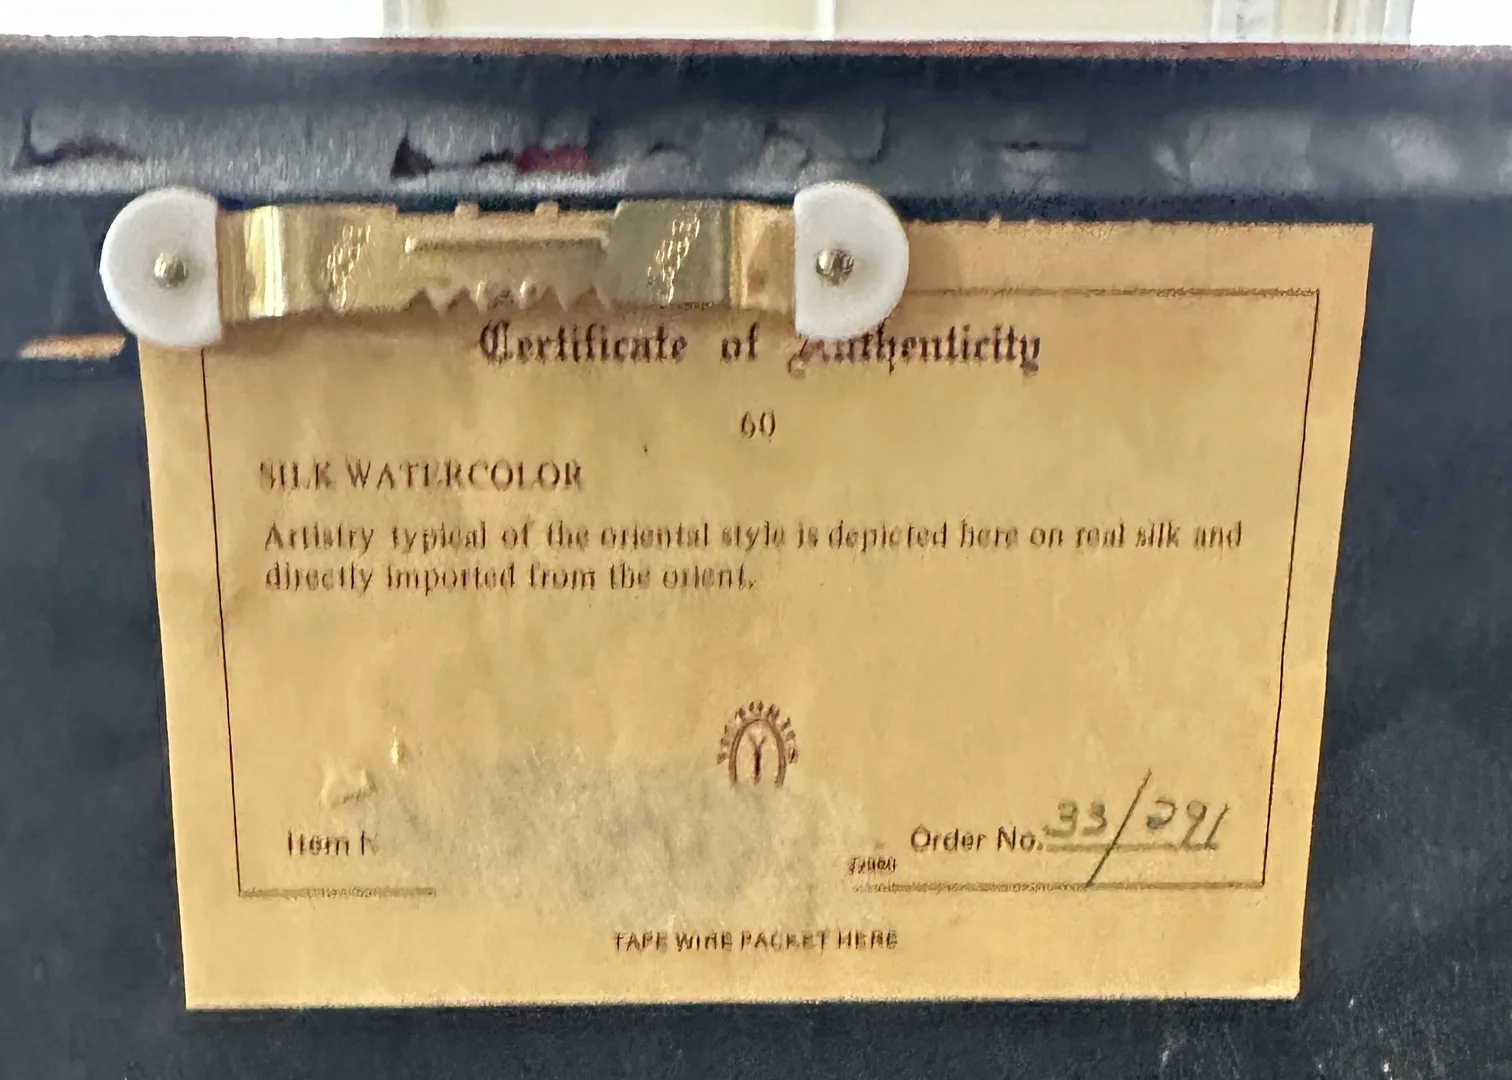 Certificate of Authenticity
60
SILK WATERCOLOR
Artistry typical of the oriental style is depicted here on real silk and
directly imported from the orient.
Item N
Order No. 33/291
TAPE WIRE PACKET HERE